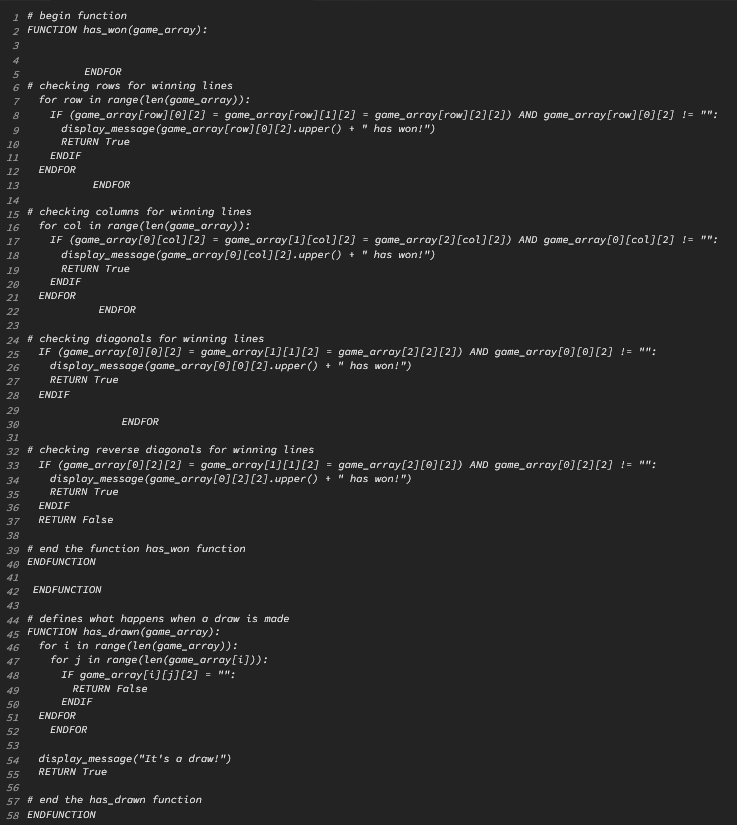 1 # begin function
2 FUNCTION has_won(game_array):
3
4
5 ENDFOR
6 # checking rows for winning lines
7 for row in range(len(game_array)):
8 IF (game_array[row][0][2] = game_array[row][1][2] = game_array[row][2][2]) AND game_array[row][0][2] != "":
9 display_message(game_array[row][0][2].upper() + " has won!")
10 RETURN True
11 ENDIF
12 ENDFOR
13 ENDFOR
14
15 # checking columns for winning lines
16 for col in range(len(game_array)):
17 IF (game_array[0][col][2] = game_array[1][col][2] = game_array[2][col][2]) AND game_array[0][col][2] != "":
18 display_message(game_array[0][col][2].upper() + " has won!")
19 RETURN True
20 ENDIF
21 ENDFOR
22 ENDFOR
23
24 # checking diagonals for winning lines
25 IF (game_array[0][0][2] = game_array[1][1][2] = game_array[2][2][2]) AND game_array[0][0][2] != "":
26 display_message(game_array[0][0][2].upper() + " has won!")
27 RETURN True
28 ENDIF
29
30 ENDFOR
31
32 # checking reverse diagonals for winning lines
33 IF (game_array[0][2][2] = game_array[1][1][2] = game_array[2][0][2]) AND game_array[0][2][2] != "":
34 display_message(game_array[0][2][2].upper() + " has won!")
35 RETURN True
36 ENDIF
37 RETURN False
38
39 # end the function has_won function
40 ENDFUNCTION
41
42 ENDFUNCTION
43
44 # defines what happens when a draw is made
45 FUNCTION has_drawn(game_array):
46 for i in range(len(game_array)):
47 for j in range(len(game_array[i])):
48 IF game_array[i][j][2] = "":
49 RETURN False
50 ENDIF
51 ENDFOR
52 ENDFOR
53
54 display_message("It's a draw!")
55 RETURN True
56
57 # end the has_drawn function
58 ENDFUNCTION